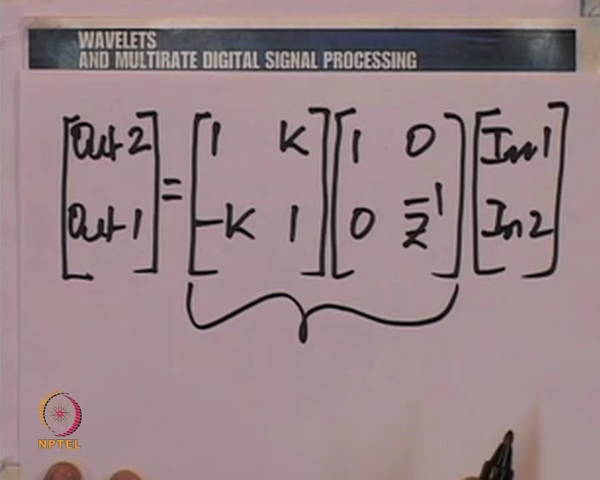 WAVELETS
AND MULTIRATE DIGITAL SIGNAL PROCESSING
[Out 2] = [1 K] [1 0] [In 1]
[Out 1] [-K 1] [0 z⁻¹] [In 2]
NPTEL